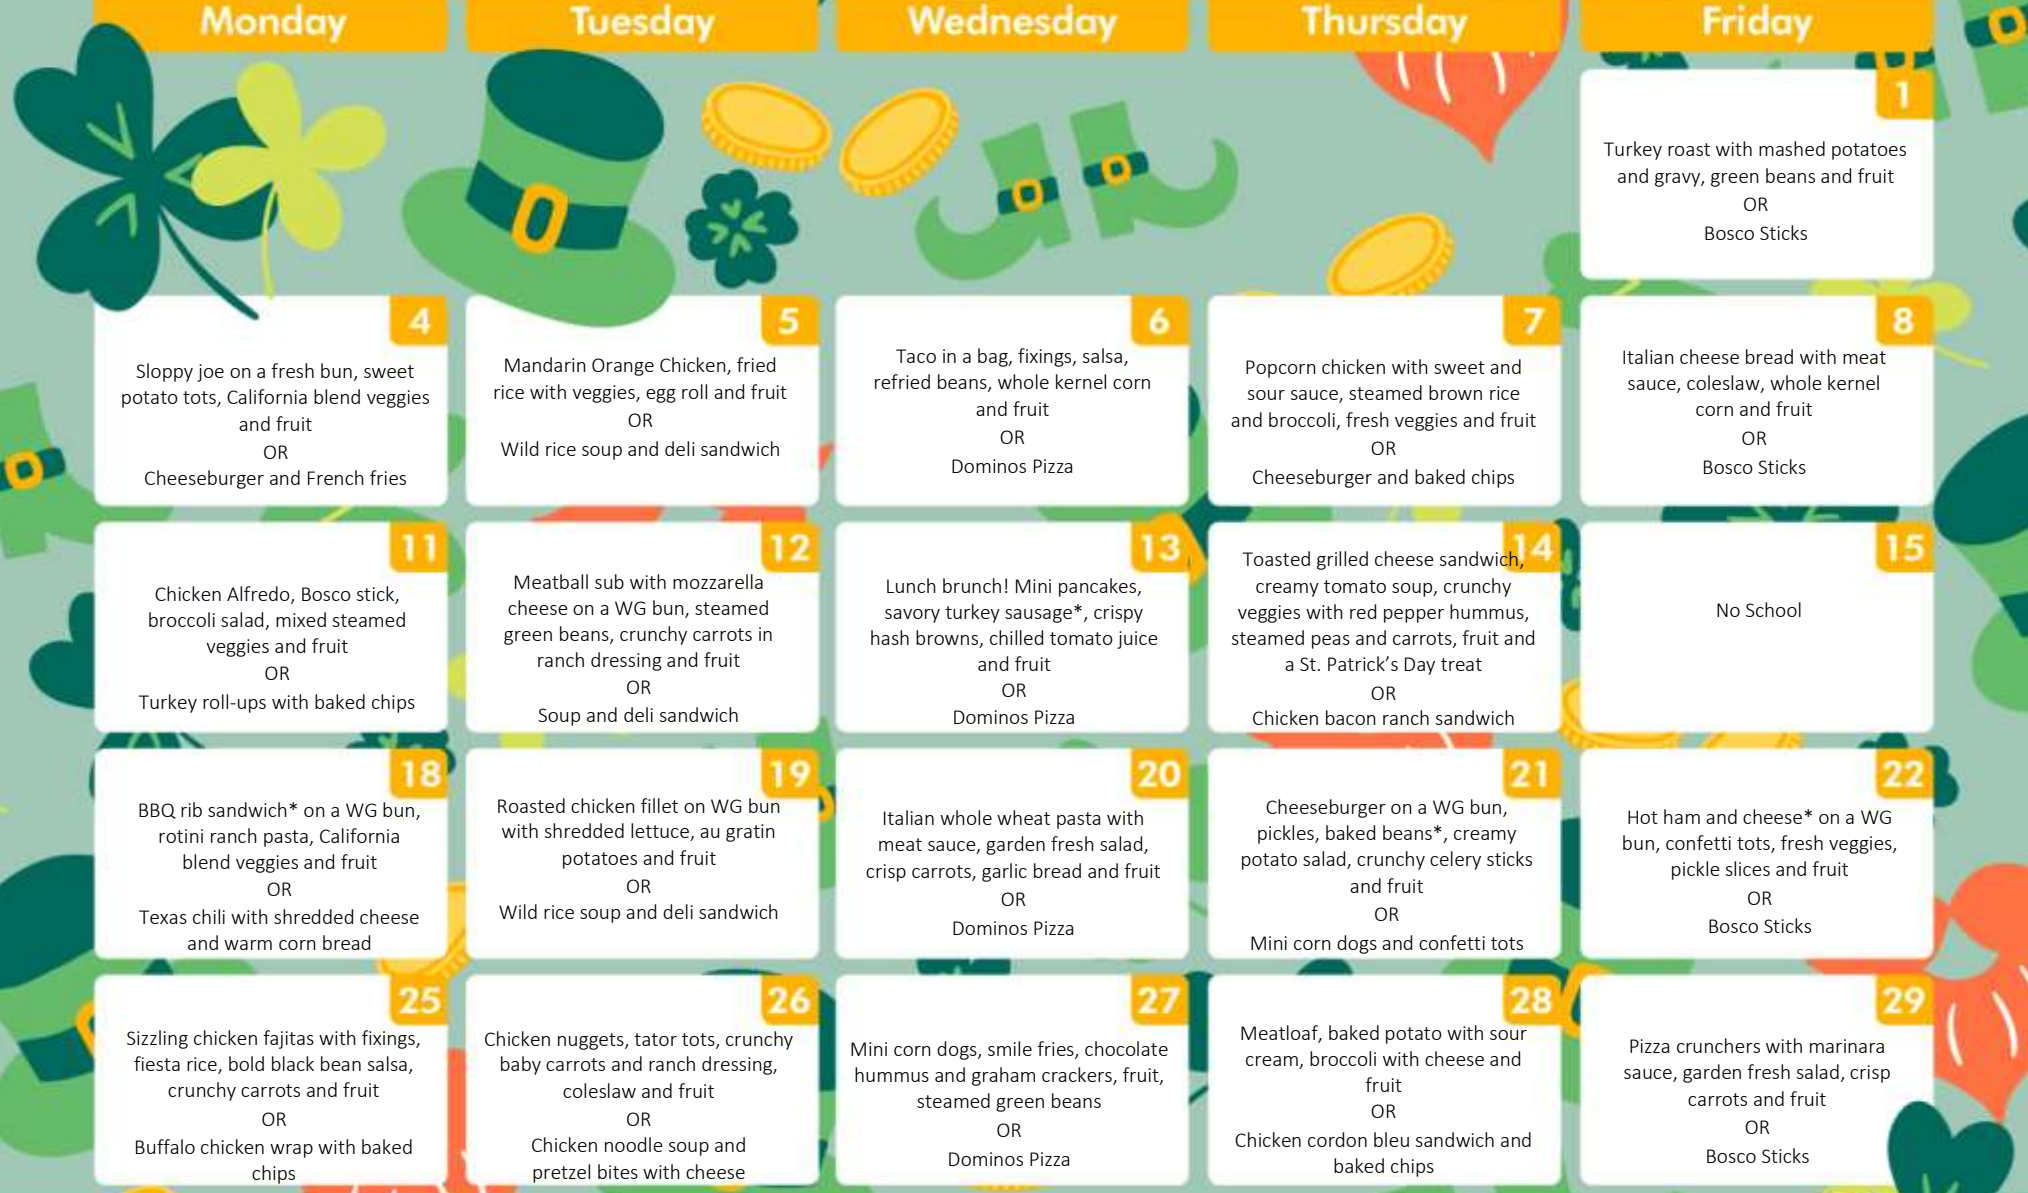 Monday
Tuesday
Wednesday
Thursday
Friday
1
Turkey roast with mashed potatoes
and gravy, green beans and fruit
OR
Bosco Sticks
4
Sloppy joe on a fresh bun, sweet
potato tots, California blend veggies
and fruit
OR
Cheeseburger and French fries
5
Mandarin Orange Chicken, fried
rice with veggies, egg roll and fruit
OR
Wild rice soup and deli sandwich
6
Taco in a bag, fixings, salsa,
refried beans, whole kernel corn
and fruit
OR
Dominos Pizza
7
Popcorn chicken with sweet and
sour sauce, steamed brown rice
and broccoli, fresh veggies and fruit
OR
Cheeseburger and baked chips
8
Italian cheese bread with meat
sauce, coleslaw, whole kernel
corn and fruit
OR
Bosco Sticks
11
Chicken Alfredo, Bosco stick,
broccoli salad, mixed steamed
veggies and fruit
OR
Turkey roll-ups with baked chips
12
Meatball sub with mozzarella
cheese on a WG bun, steamed
green beans, crunchy carrots in
ranch dressing and fruit
OR
Soup and deli sandwich
13
Lunch brunch! Mini pancakes,
savory turkey sausage*, crispy
hash browns, chilled tomato juice
and fruit
OR
Dominos Pizza
14
Toasted grilled cheese sandwich,
creamy tomato soup, crunchy
veggies with red pepper hummus,
steamed peas and carrots, fruit and
a St. Patrick’s Day treat
OR
Chicken bacon ranch sandwich
15
No School
18
BBQ rib sandwich* on a WG bun,
rotini ranch pasta, California
blend veggies and fruit
OR
Texas chili with shredded cheese
and warm corn bread
19
Roasted chicken fillet on WG bun
with shredded lettuce, au gratin
potatoes and fruit
OR
Wild rice soup and deli sandwich
20
Italian whole wheat pasta with
meat sauce, garden fresh salad,
crisp carrots, garlic bread and fruit
OR
Dominos Pizza
21
Cheeseburger on a WG bun,
pickles, baked beans*, creamy
potato salad, crunchy celery sticks
and fruit
OR
Mini corn dogs and confetti tots
22
Hot ham and cheese* on a WG
bun, confetti tots, fresh veggies,
pickle slices and fruit
OR
Bosco Sticks
25
Sizzling chicken fajitas with fixings,
fiesta rice, bold black bean salsa,
crunchy carrots and fruit
OR
Buffalo chicken wrap with baked
chips
26
Chicken nuggets, tator tots, crunchy
baby carrots and ranch dressing,
coleslaw and fruit
OR
Chicken noodle soup and
pretzel bites with cheese
27
Mini corn dogs, smile fries, chocolate
hummus and graham crackers, fruit,
steamed green beans
OR
Dominos Pizza
28
Meatloaf, baked potato with sour
cream, broccoli with cheese and
fruit
OR
Chicken cordon bleu sandwich and
baked chips
29
Pizza crunchers with marinara
sauce, garden fresh salad, crisp
carrots and fruit
OR
Bosco Sticks